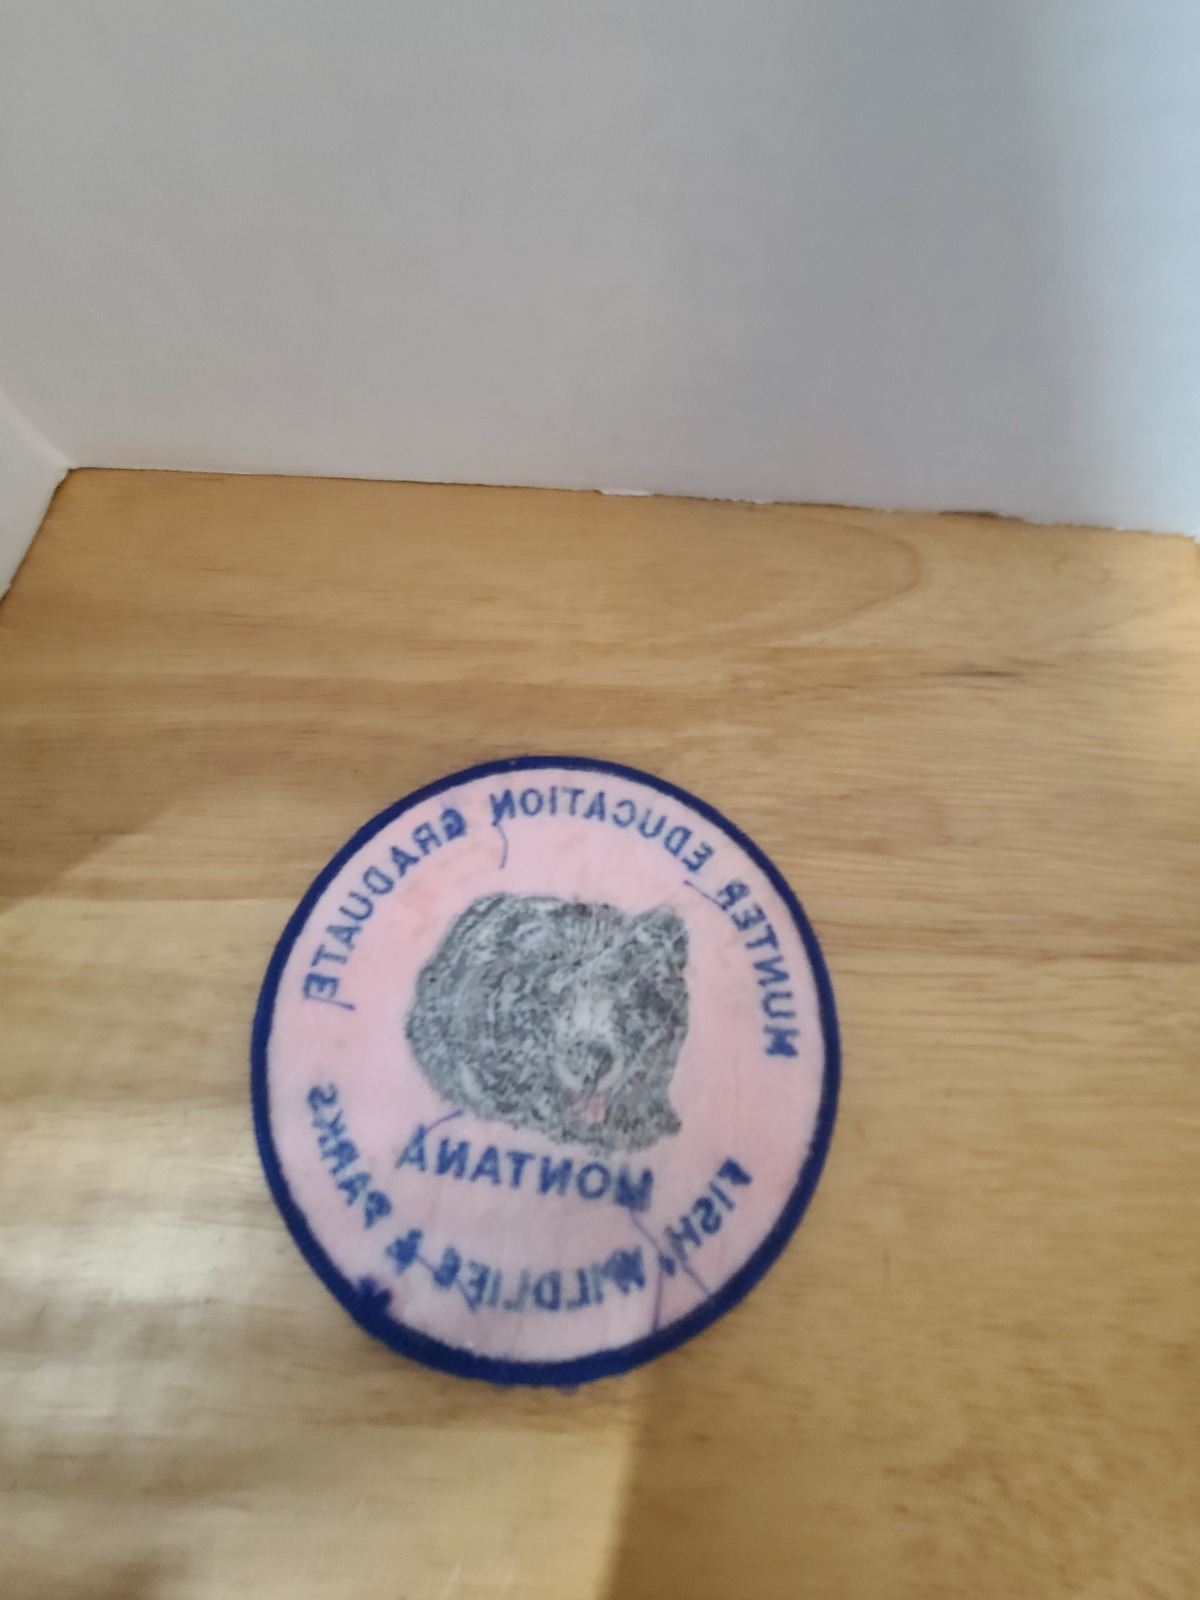 HUNTER EDUCATION GRADUATE
MONTANA
FISH, WILDLIFE & PARKS